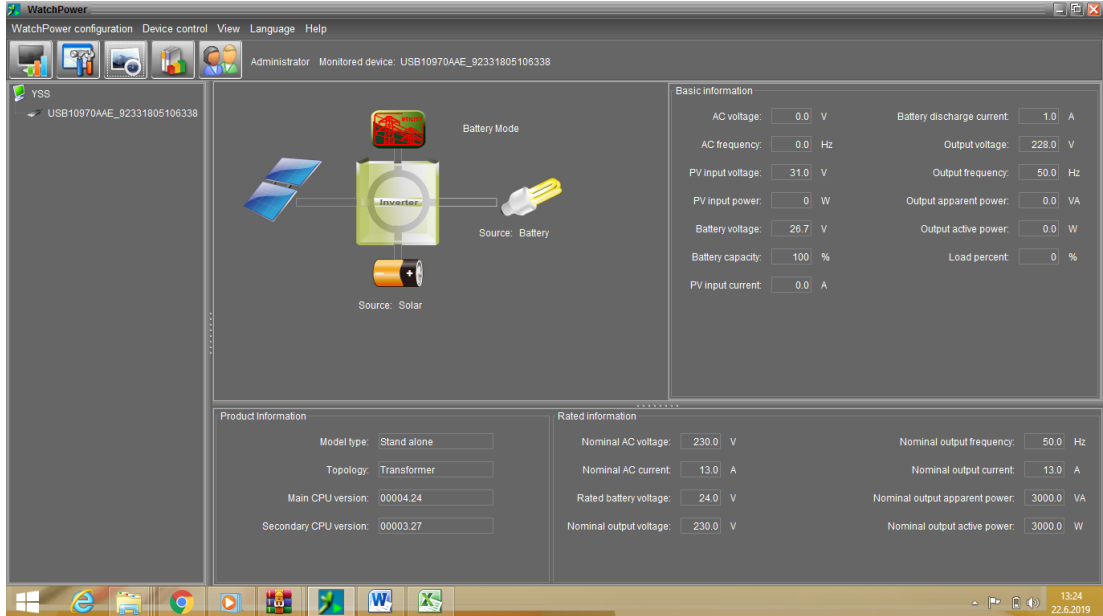 WatchPower
WatchPower configuration Device control View Language Help
Administrator Monitored device: USB10970AAE_92331805106338
YSS
USB10970AAE_92331805106338
UTILITY
Battery Mode
Inverter
Source: Battery
Source: Solar
Basic information
AC voltage: 0.0 V
AC frequency: 0.0 Hz
PV input voltage: 31.0 V
PV input power: 0 W
Battery voltage: 26.7 V
Battery capacity: 100 %
PV input current: 0.0 A
Battery discharge current: 1.0 A
Output voltage: 228.0 V
Output frequency: 50.0 Hz
Output apparent power: 0.0 VA
Output active power: 0.0 W
Load percent: 0 %
Product Information
Model type: Stand alone
Topology: Transformer
Main CPU version: 00004.24
Secondary CPU version: 00003.27
Rated information
Nominal AC voltage: 230.0 V
Nominal AC current: 13.0 A
Rated battery voltage: 24.0 V
Nominal output voltage: 230.0 V
Nominal output frequency: 50.0 Hz
Nominal output current: 13.0 A
Nominal output apparent power: 3000.0 VA
Nominal output active power: 3000.0 W
13:24
22.6.2019